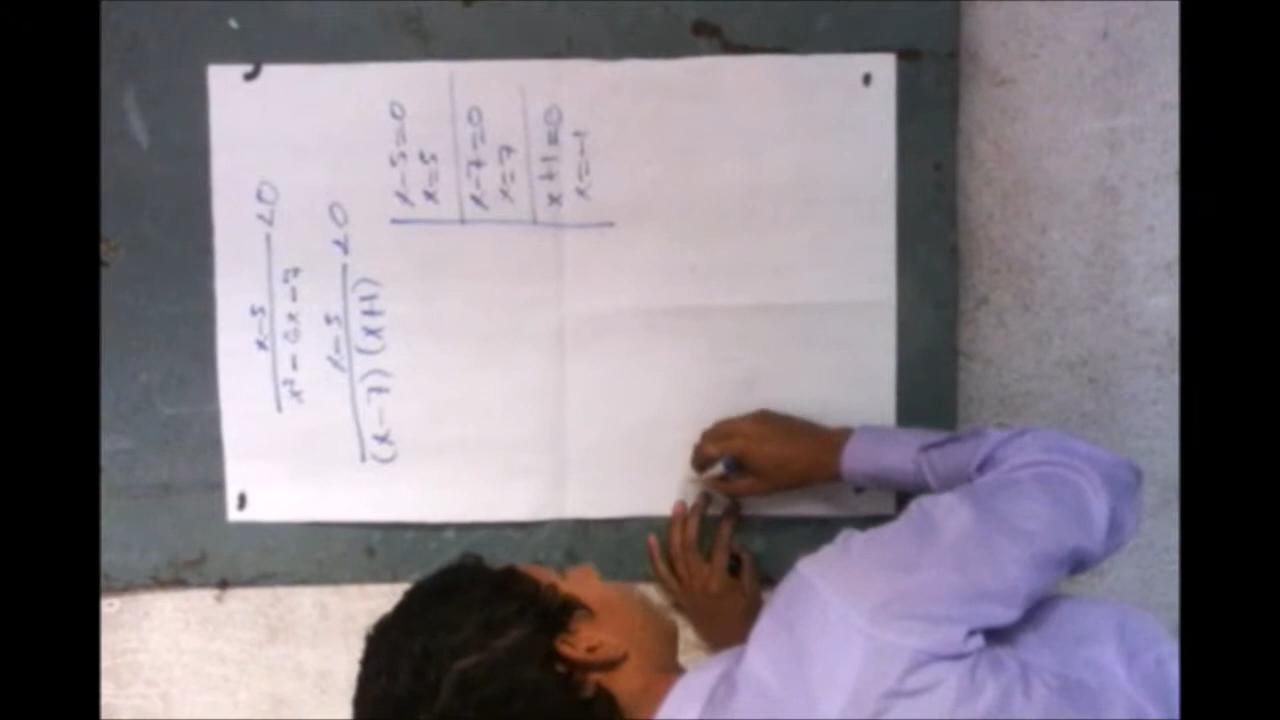 x-5
x²-6x-7 <0
x-5
(x-7)(x+1) <0
x-5=0
x=5
x-7=0
x=7
x+1=0
x=-1